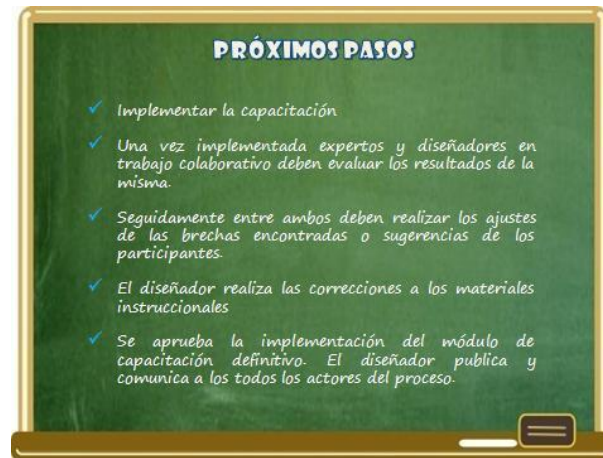 PRÓXIMOS PASOS
Implementar la capacitación
Una vez implementada expertos y diseñadores en
trabajo colaborativo deben evaluar los resultados de la
misma.
Seguidamente entre ambos deben realizar los ajustes
de las brechas encontradas o sugerencias de los
participantes.
El diseñador realiza las correcciones a los materiales
instruccionales
Se aprueba la implementación del módulo de
capacitación definitivo. El diseñador publica y
comunica a los todos los actores del proceso.